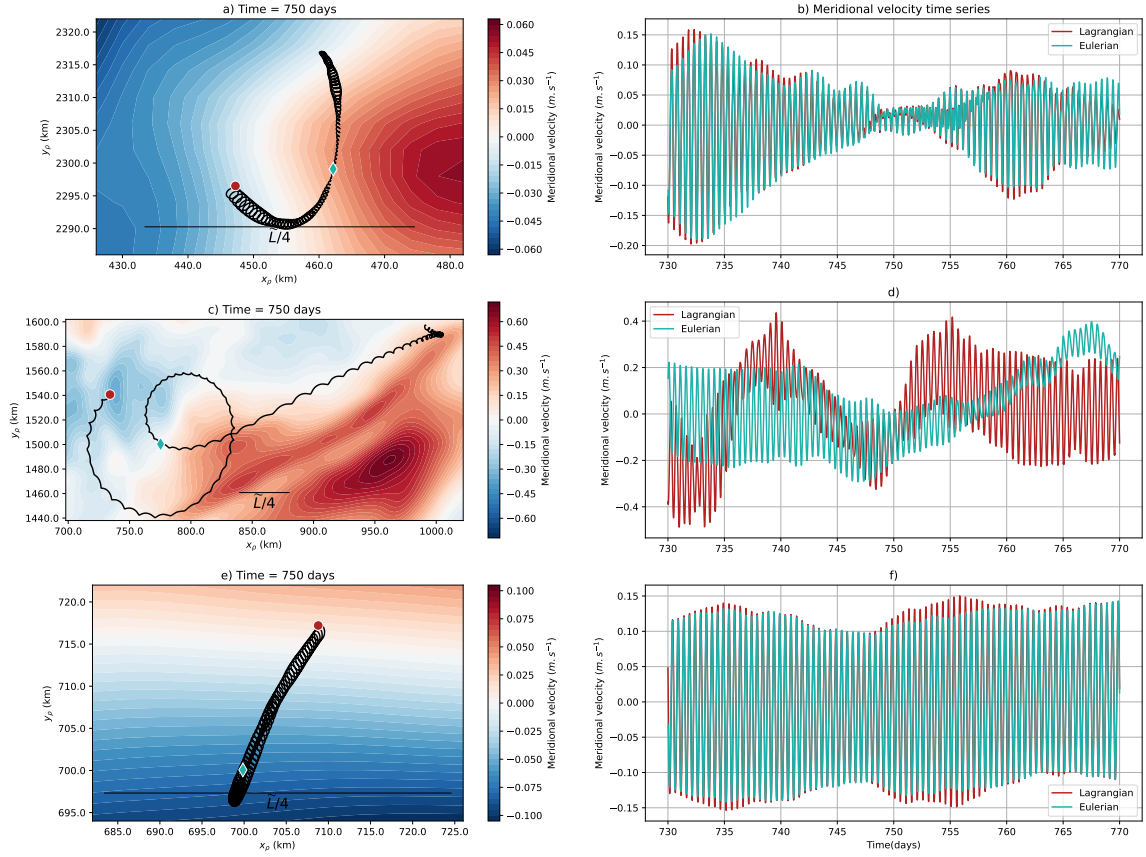 a) Time = 750 days
2320.0
2315.0
2310.0
2305.0
2300.0
2295.0
2290.0
yρ (km)
L̃/4
430.0 440.0 450.0 460.0 470.0 480.0
xρ (km)
0.060
0.045
0.030
0.015
0.000
−0.015
−0.030
−0.045
−0.060
Meridional velocity (m.s⁻¹)
b) Meridional velocity time series
Lagrangian
Eulerian
0.15
0.10
0.05
0.00
−0.05
−0.10
−0.15
−0.20
Meridional velocity (m.s⁻¹)
730 735 740 745 750 755 760 765 770
c) Time = 750 days
1600.0
1580.0
1560.0
1540.0
1520.0
1500.0
1480.0
1460.0
1440.0
yρ (km)
L̃/4
700.0 750.0 800.0 850.0 900.0 950.0 1000.0
xρ (km)
0.60
0.45
0.30
0.15
0.00
−0.15
−0.30
−0.45
−0.60
Meridional velocity (m.s⁻¹)
d)
Lagrangian
Eulerian
0.4
0.2
0.0
−0.2
−0.4
Meridional velocity (m.s⁻¹)
730 735 740 745 750 755 760 765 770
e) Time = 750 days
720.0
715.0
710.0
705.0
700.0
695.0
yρ (km)
L̃/4
685.0 690.0 695.0 700.0 705.0 710.0 715.0 720.0 725.0
xρ (km)
0.100
0.075
0.050
0.025
0.000
−0.025
−0.050
−0.075
−0.100
Meridional velocity (m.s⁻¹)
f)
0.15
0.10
0.05
0.00
−0.05
−0.10
−0.15
Meridional velocity (m.s⁻¹)
Lagrangian
Eulerian
730 735 740 745 750 755 760 765 770
Time(days)